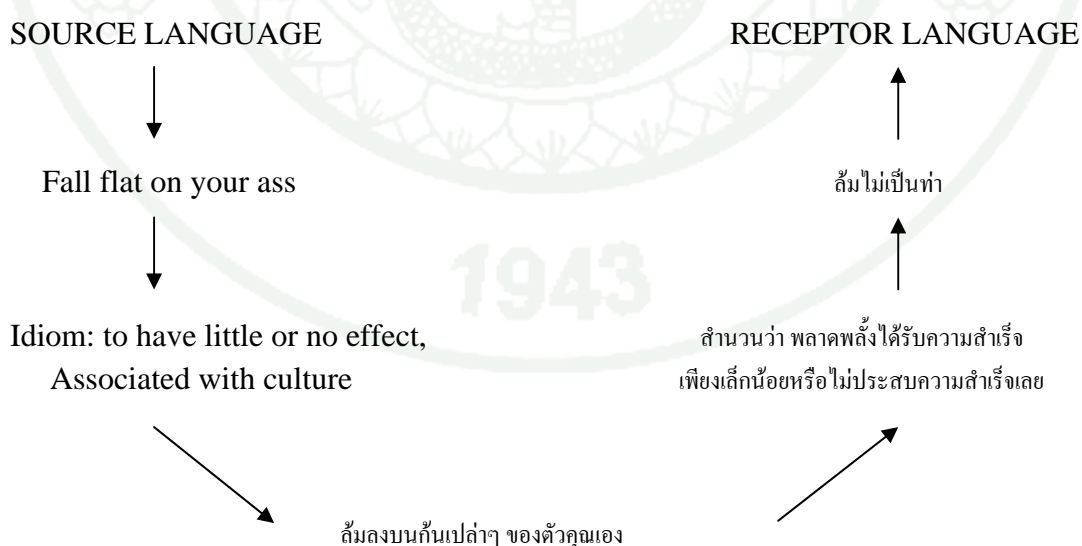 SOURCE LANGUAGE
RECEPTOR LANGUAGE
Fall flat on your ass
ล้มไม่เป็นท่า
1943
Idiom: to have little or no effect,
Associated with culture
สำนวนว่า พลาดพลั้งได้รับความสำเร็จ
เพียงเล็กน้อยหรือไม่ประสบความสำเร็จเลย
ล้มลงบนก้นเปล่าๆ ของตัวคุณเอง